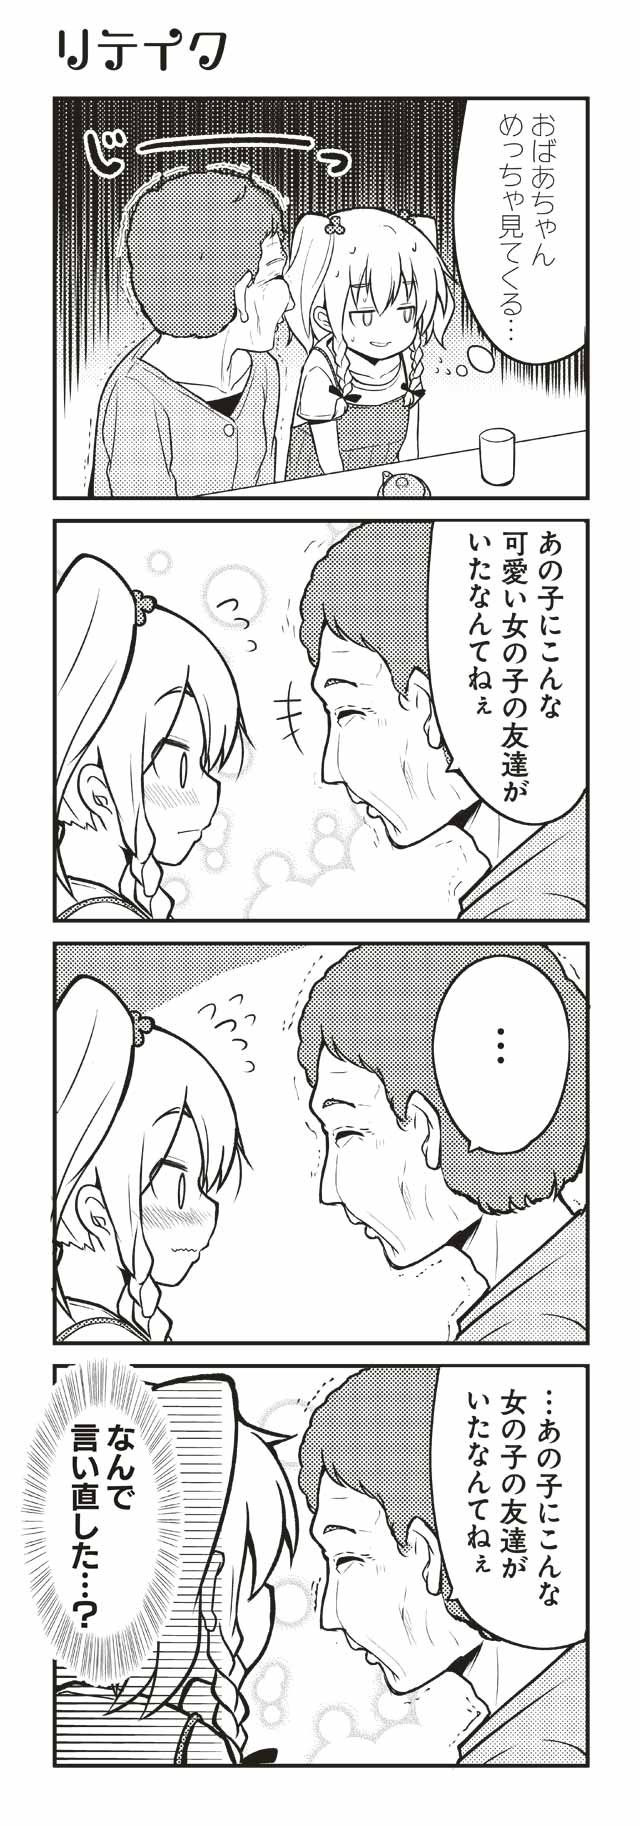 リテイク
おばあちゃん
めっちゃ見てくる…
じーっ
あの子にこんな
可愛い女の子の友達が
いたなんてねぇ
…
…あの子にこんな
女の子の友達が
いたなんてねぇ
なんで
言い直した…?